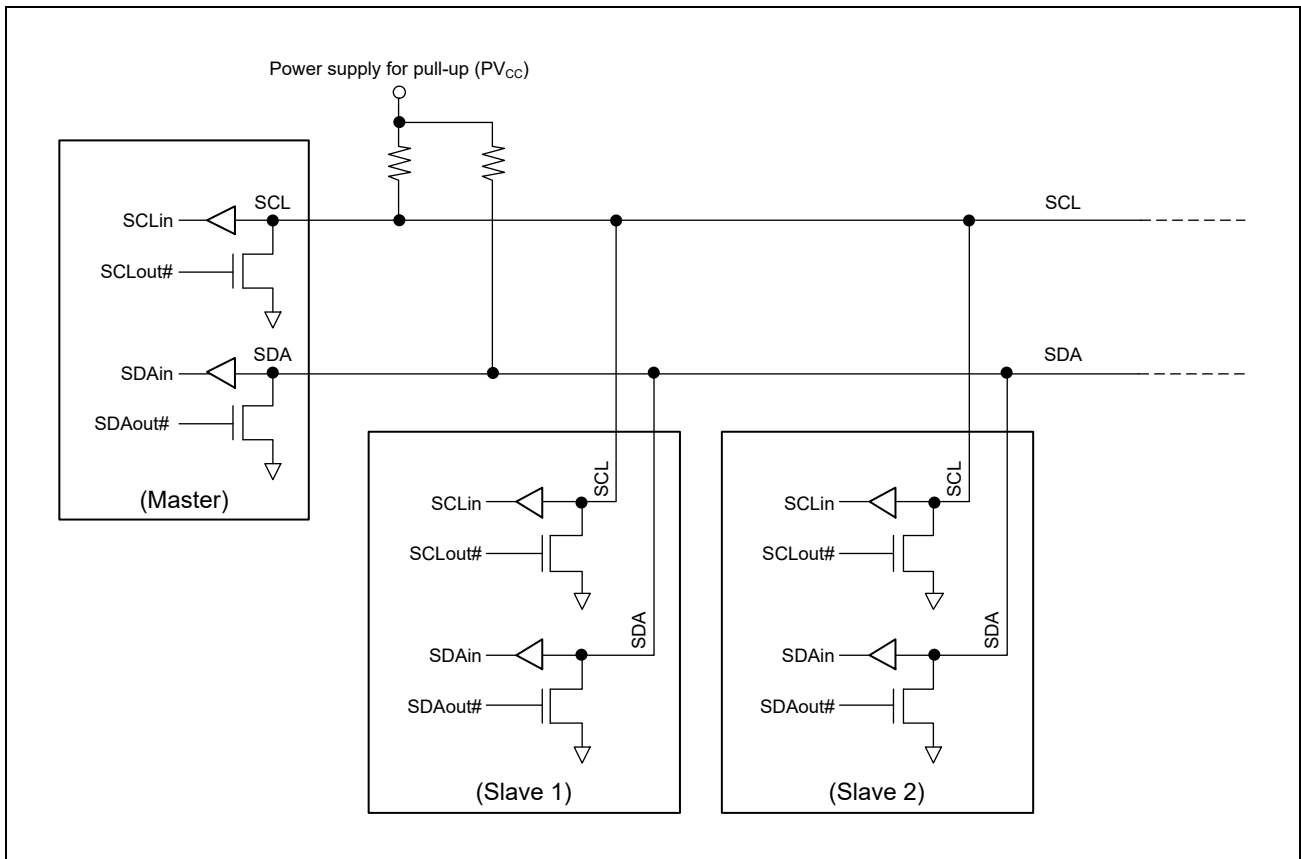 Power supply for pull-up (PVCC)
SCLin
SCL
SCL
SCLout#
SDAin
SDA
SDA
SDAout#
(Master)
SCLin
SCL
SCLout#
SDAin
SDA
SDAout#
(Slave 1)
SCLin
SCL
SCLout#
SDAin
SDA
SDAout#
(Slave 2)